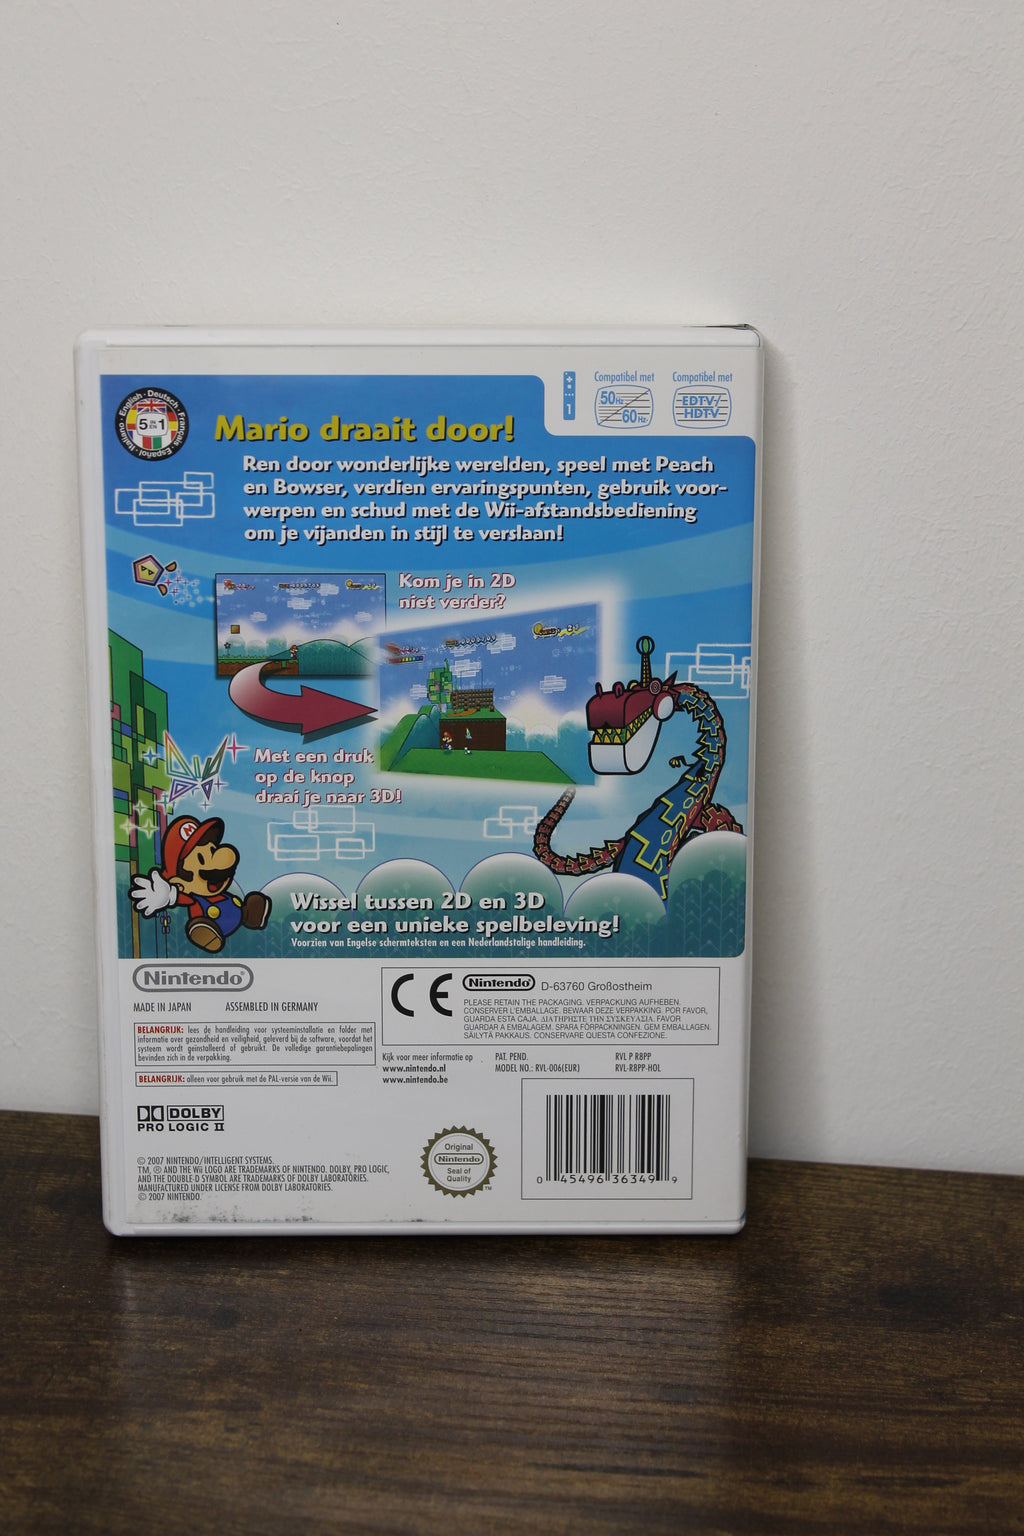 Compatibel met
Compatibel met
50Hz
60Hz
EDTV/
HDTV
1
English · Deutsch · Français · Español · Italiano
5 IN 1
Mario draait door!
Ren door wonderlijke werelden, speel met Peach
en Bowser, verdien ervaringspunten, gebruik voor-
werpen en schud met de Wii-afstandsbediening
om je vijanden in stijl te verslaan!
Kom je in 2D
niet verder?
Met een druk
op de knop
draai je naar 3D!
Wissel tussen 2D en 3D
voor een unieke spelbeleving!
Voorzien van Engelse schermteksten en een Nederlandstalige handleiding.
Nintendo®
MADE IN JAPAN ASSEMBLED IN GERMANY
BELANGRIJK: lees de handleiding voor systeeminstallatie en folder met
informatie over gezondheid en veiligheid, geleverd bij de software, voordat het
systeem wordt geïnstalleerd of gebruikt. De volledige garantiebepalingen
bevinden zich in de verpakking.
BELANGRIJK: alleen voor gebruik met de PAL-versie van de Wii.
CE Nintendo® D-63760 Großostheim
PLEASE RETAIN THE PACKAGING. VERPACKUNG AUFHEBEN.
CONSERVER L'EMBALLAGE. BEWAAR DEZE VERPAKKING. POR FAVOR,
GUARDA ESTA CAJA. ΔΙΑΤΗΡΗΣΤΕ ΤΗΝ ΣΥΣΚΕΥΑΣΙΑ. FAVOR
GUARDAR A EMBALAGEM. SPARA FÖRPACKNINGEN. GEM EMBALLAGEN.
SÄILYTÄ PAKKAUS. CONSERVARE QUESTA CONFEZIONE.
Kijk voor meer informatie op
www.nintendo.nl
www.nintendo.be
PAT. PEND.
MODEL NO.: RVL-006(EUR)
RVL P R8PP
RVL-R8PP-HOL
DOLBY
PRO LOGIC II
© 2007 NINTENDO/INTELLIGENT SYSTEMS.
TM, ® AND THE Wii LOGO ARE TRADEMARKS OF NINTENDO. DOLBY, PRO LOGIC,
AND THE DOUBLE-D SYMBOL ARE TRADEMARKS OF DOLBY LABORATORIES.
MANUFACTURED UNDER LICENSE FROM DOLBY LABORATORIES.
© 2007 NINTENDO.
Original
Nintendo
Seal of
Quality
TM
0 45496 36349 9